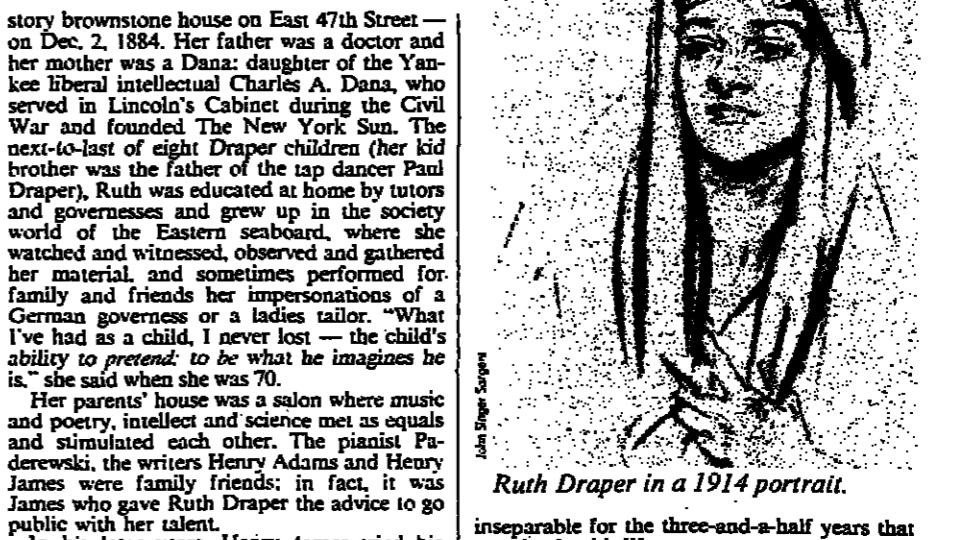 story brownstone house on East 47th Street —
on Dec. 2, 1884. Her father was a doctor and
her mother was a Dana: daughter of the Yan-
kee liberal intellectual Charles A. Dana, who
served in Lincoln's Cabinet during the Civil
War and founded The New York Sun. The
next-to-last of eight Draper children (her kid
brother was the father of the tap dancer Paul
Draper), Ruth was educated at home by tutors
and governesses and grew up in the society
world of the Eastern seaboard, where she
watched and witnessed, observed and gathered
her material, and sometimes performed for
family and friends her impersonations of a
German governess or a ladies tailor. "What
I've had as a child, I never lost — the child's
ability to pretend: to be what he imagines he
is," she said when she was 70.
Her parents' house was a salon where music
and poetry, intellect and science met as equals
and stimulated each other. The pianist Pa-
derewski, the writers Henry Adams and Henry
James were family friends; in fact, it was
James who gave Ruth Draper the advice to go
public with her talent.
John Singer Sargent
Ruth Draper in a 1914 portrait.
inseparable for the three-and-a-half years that